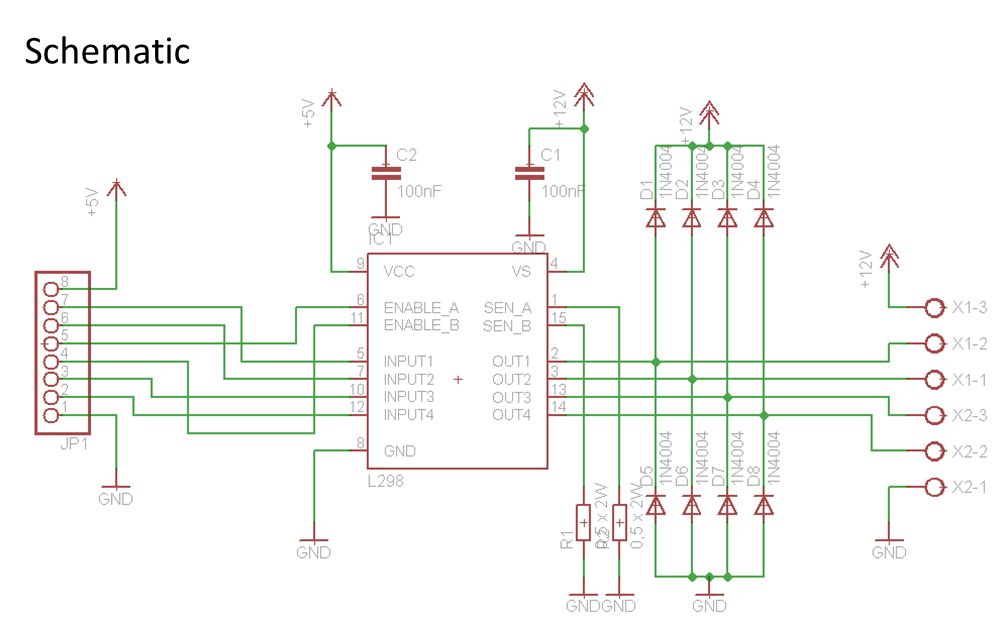 Schematic
+5V
+12V
+12V
C2
100nF
C1
100nF
D1
1N4004
D2
1N4004
D3
1N4004
D4
1N4004
+5V
GND
IC1
GND
+12V
JP1
8
7
6
5
4
3
2
1
GND
9 VCC
6 ENABLE_A
11 ENABLE_B
5 INPUT1
7 INPUT2
10 INPUT3
12 INPUT4
8 GND
VS 4
SEN_A 1
SEN_B 15
OUT1 2
OUT2 3
OUT3 13
OUT4 14
L298
GND
X1-3
X1-2
X1-1
X2-3
X2-2
X2-1
D5
1N4004
D6
1N4004
D7
1N4004
D8
1N4004
R1
0,5 x 2W
GND
GND
GND
GND